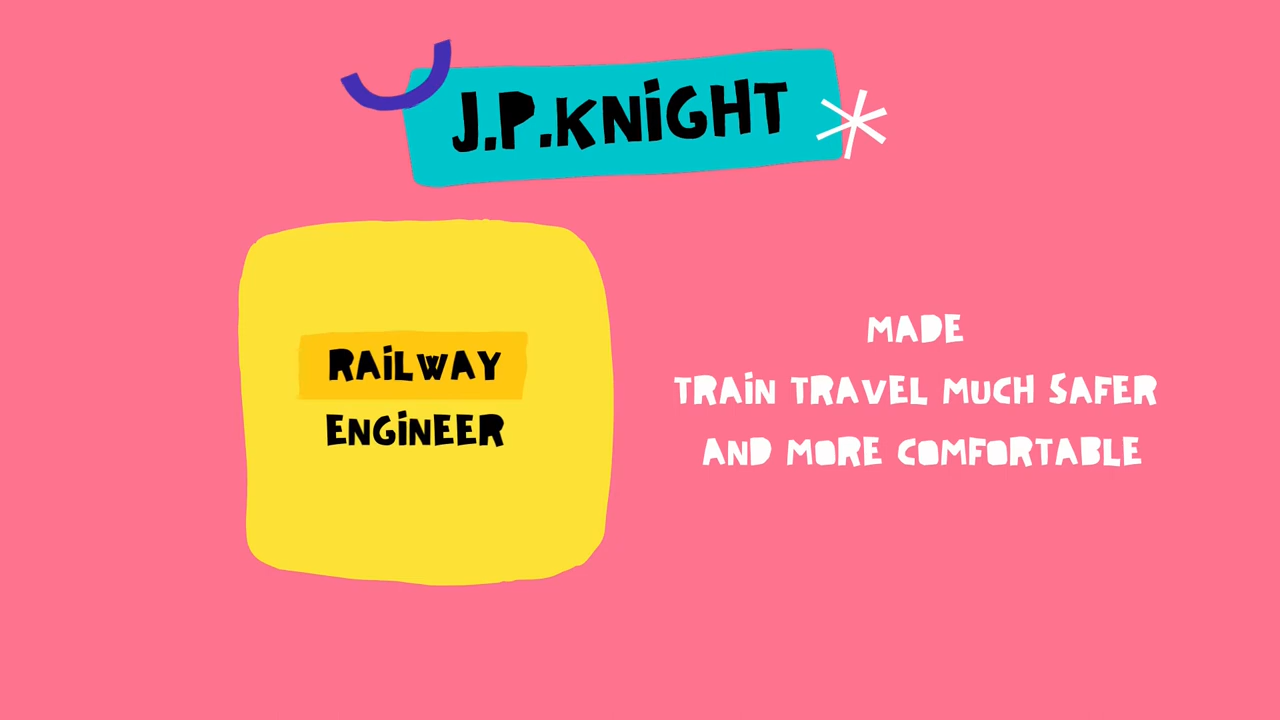 J.P.KNIGHT
RAILWAY
ENGINEER
MADE
TRAIN TRAVEL MUCH SAFER
AND MORE COMFORTABLE